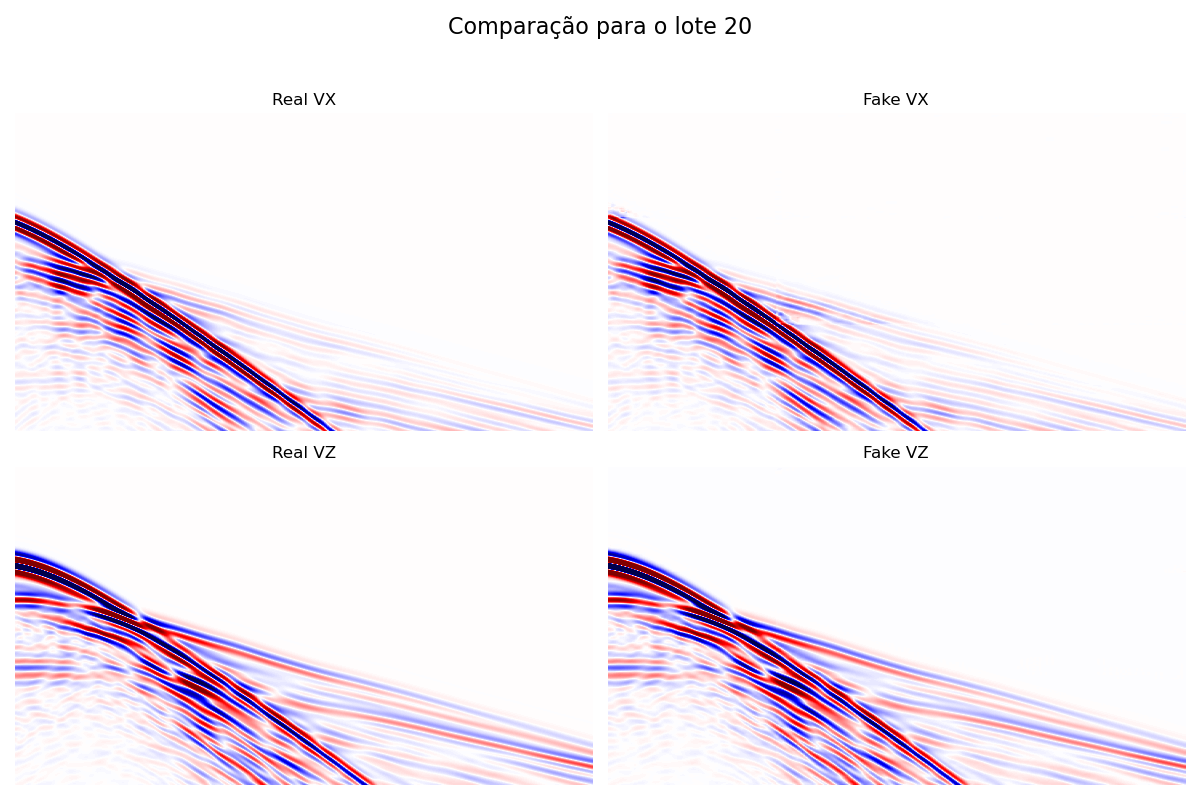 Comparação para o lote 20
Real VX
Fake VX
Real VZ
Fake VZ